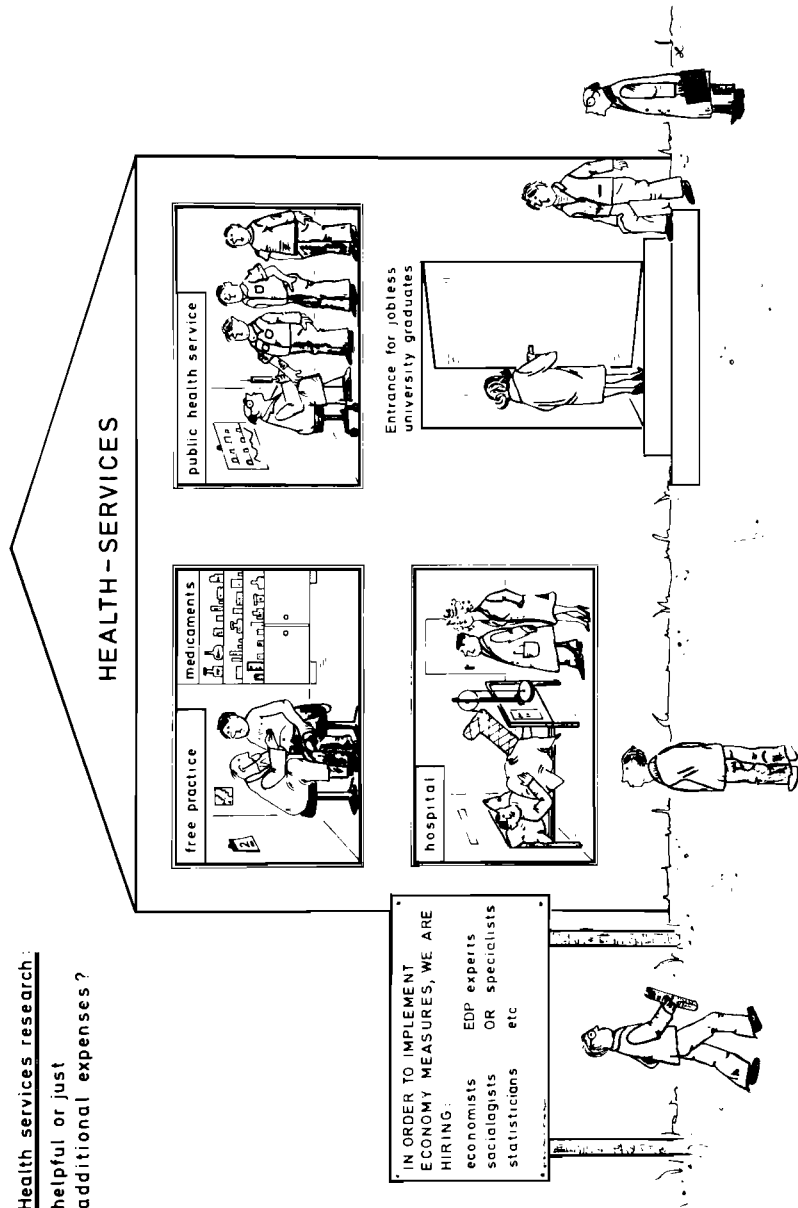 Health services research:
helpful or just
additional expenses?
HEALTH-SERVICES
free practice
medicaments
public health service
hospital
Entrance for jobless
university graduates
IN ORDER TO IMPLEMENT
ECONOMY MEASURES, WE ARE
HIRING:
economists EDP experts
socialagists OR specialists
statisticians etc